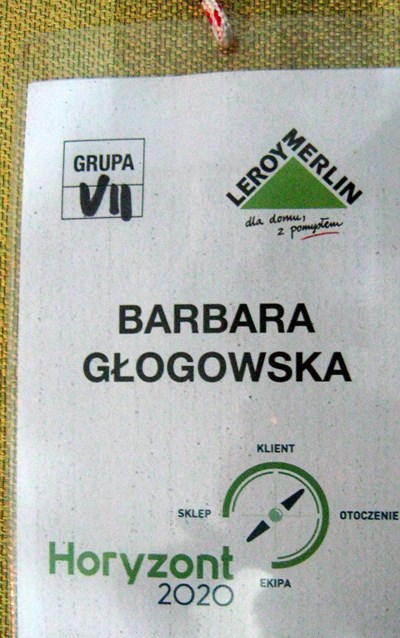 GRUPA
VII
LEROY MERLIN
dla domu,
z pomysłem
BARBARA
GŁOGOWSKA
KLIENT
SKLEP
OTOCZENIE
EKIPA
Horyzont
2020